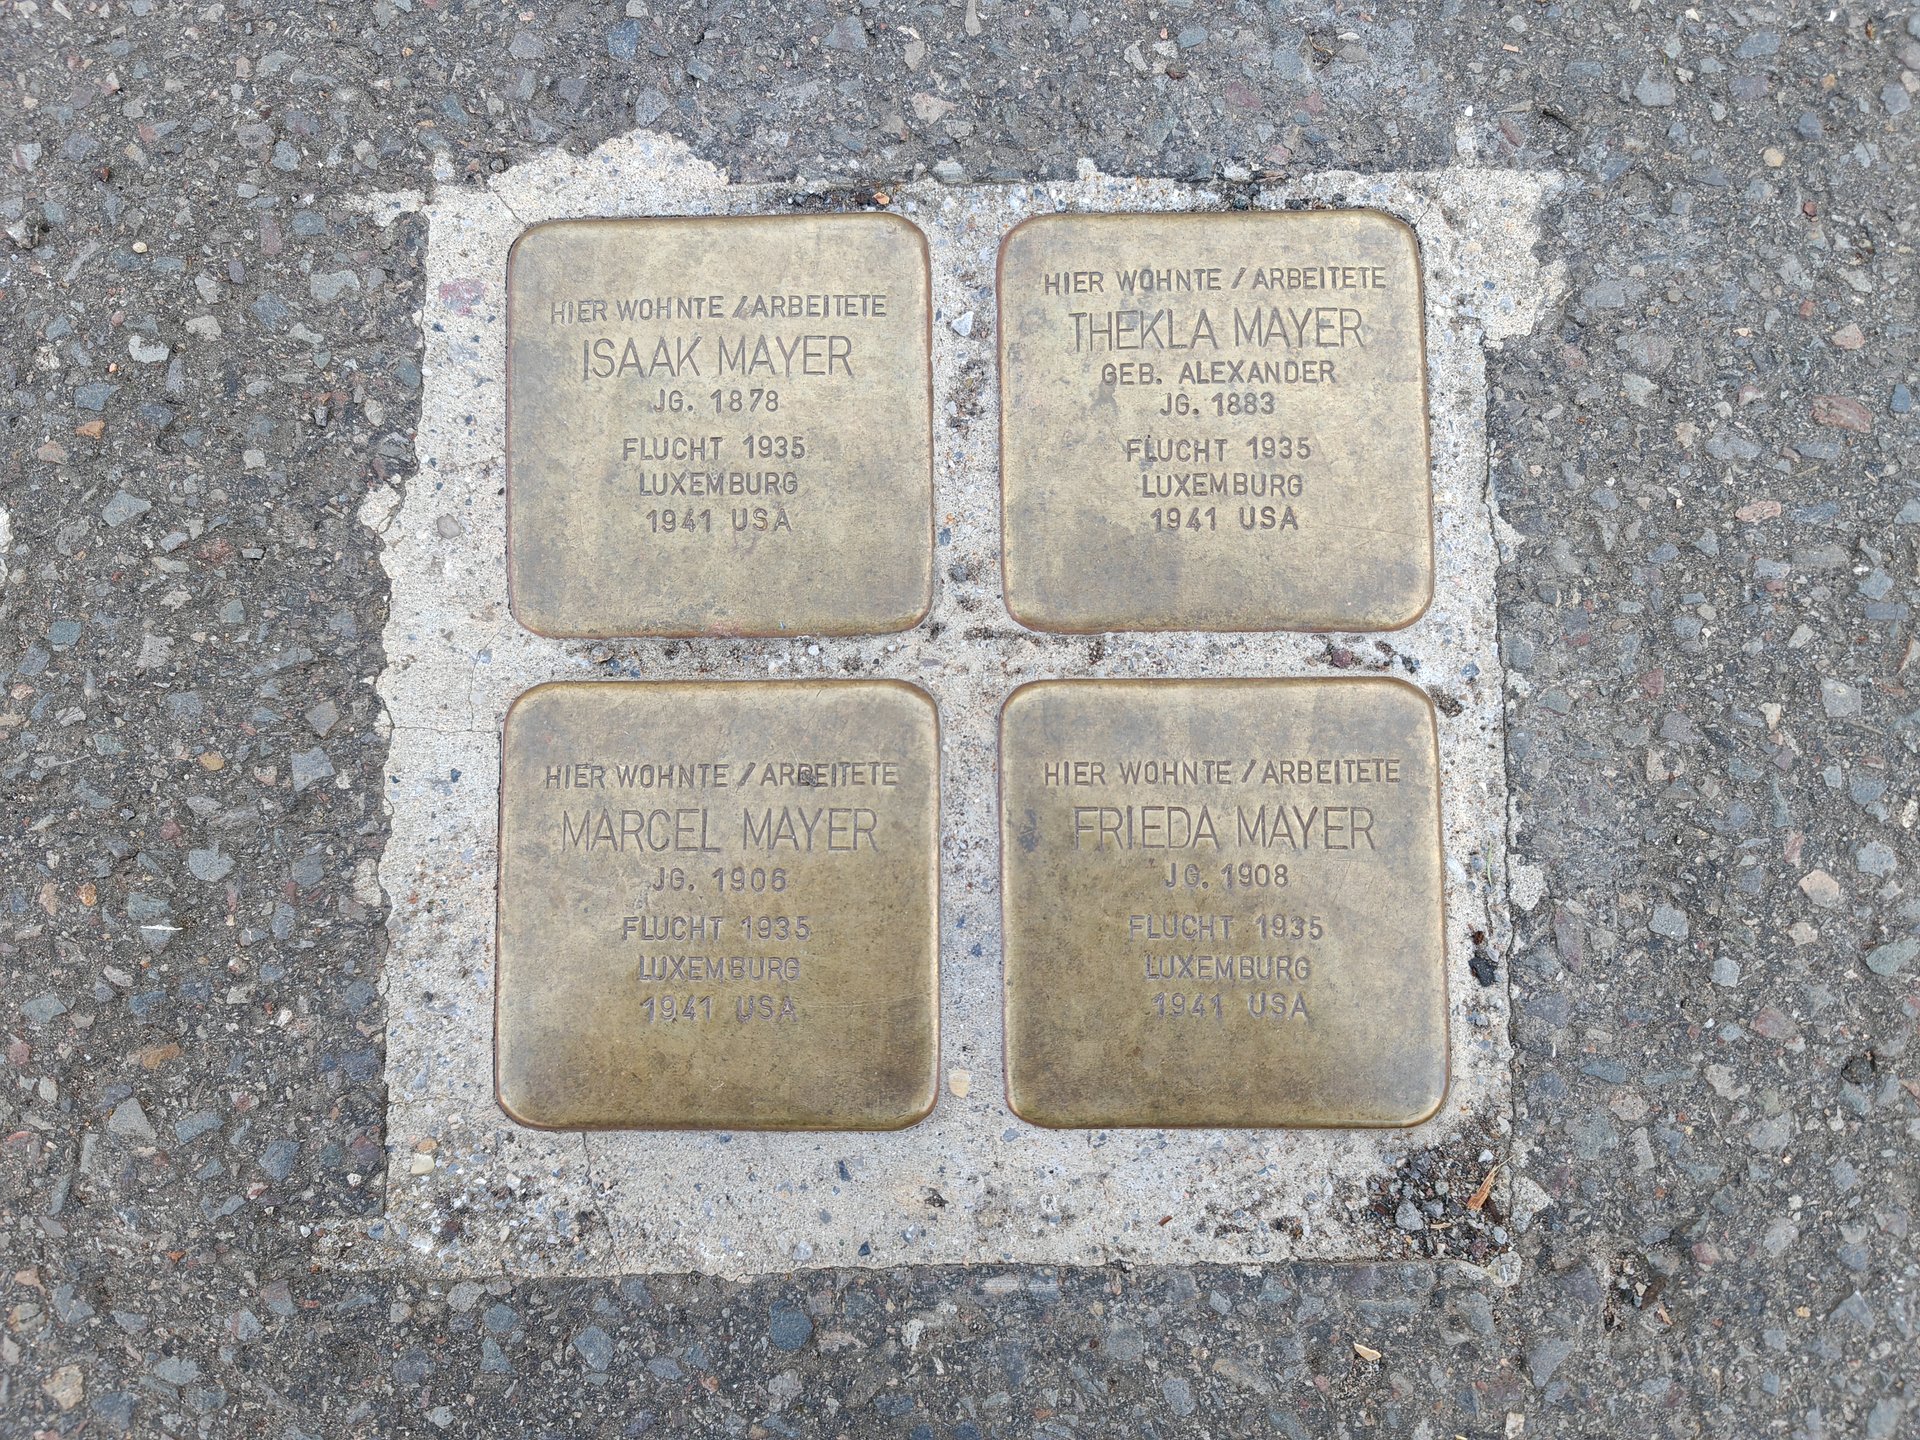 HIER WOHNTE / ARBEITETE
ISAAK MAYER
JG. 1878
FLUCHT 1935
LUXEMBURG
1941 USA
HIER WOHNTE / ARBEITETE
THEKLA MAYER
GEB. ALEXANDER
JG. 1883
FLUCHT 1935
LUXEMBURG
1941 USA
HIER WOHNTE / ARBEITETE
MARCEL MAYER
JG. 1906
FLUCHT 1935
LUXEMBURG
1941 USA
HIER WOHNTE / ARBEITETE
FRIEDA MAYER
JG. 1908
FLUCHT 1935
LUXEMBURG
1941 USA